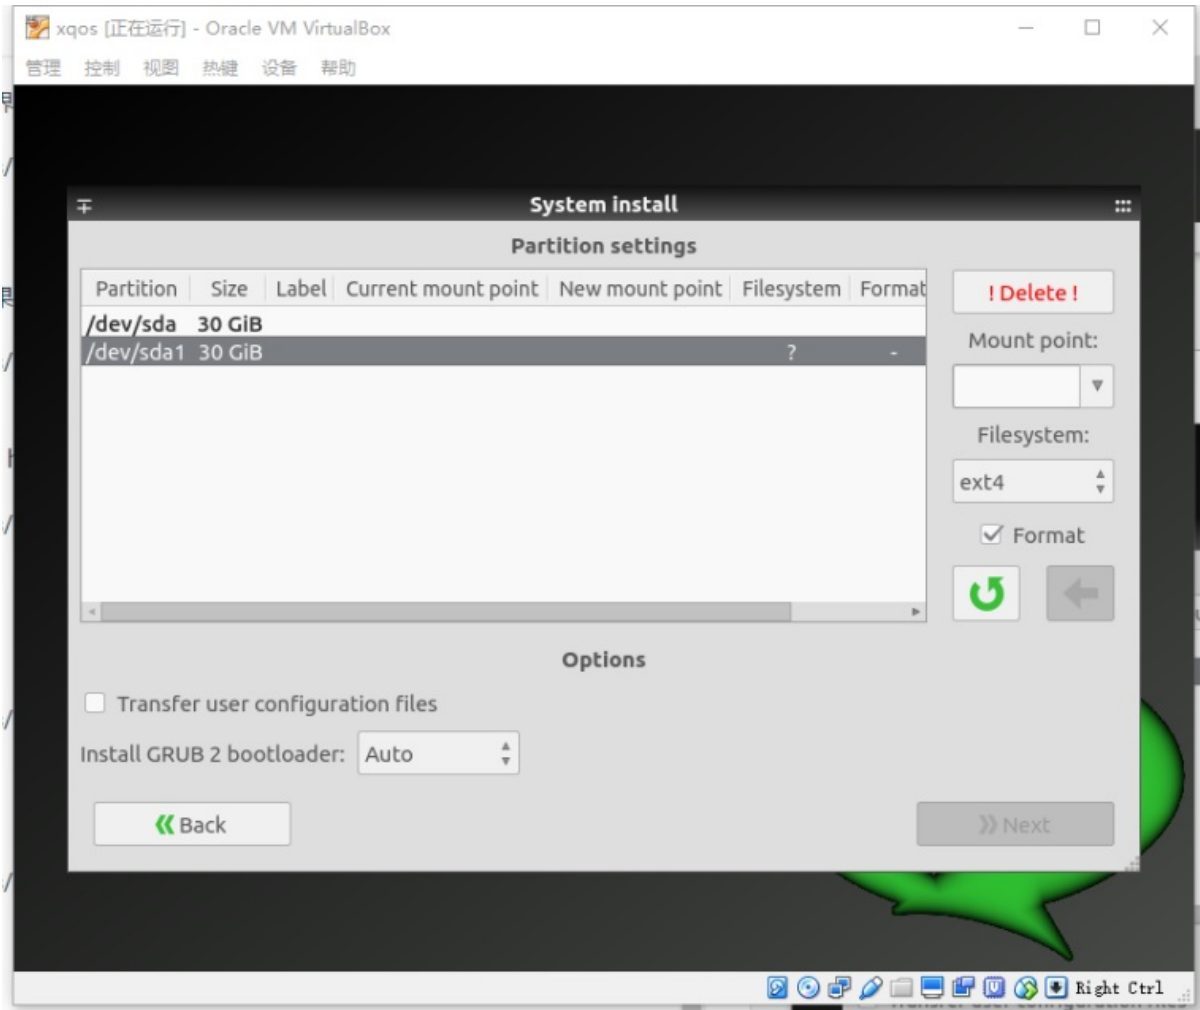 xqos [正在运行] - Oracle VM VirtualBox
管理 控制 视图 热键 设备 帮助
System install
Partition settings
Partition Size Label Current mount point New mount point Filesystem Format
/dev/sda 30 GiB
/dev/sda1 30 GiB ? -
! Delete !
Mount point:
Filesystem:
ext4
Format
Options
Transfer user configuration files
Install GRUB 2 bootloader: Auto
Back
Next
Right Ctrl